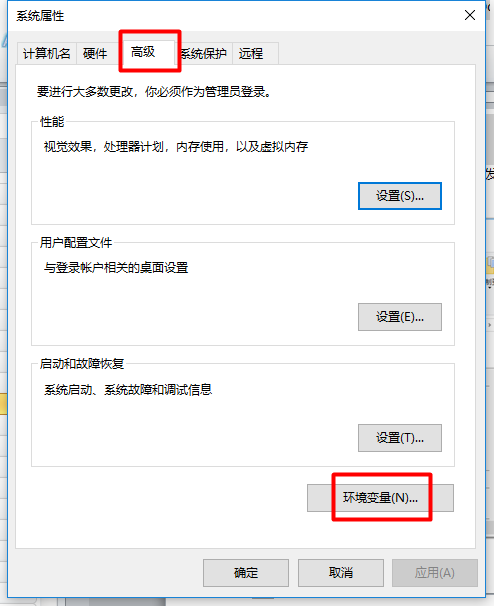 系统属性
计算机名 硬件 高级 系统保护 远程
要进行大多数更改，你必须作为管理员登录。
性能
视觉效果，处理器计划，内存使用，以及虚拟内存
设置(S)...
用户配置文件
与登录帐户相关的桌面设置
设置(E)...
启动和故障恢复
系统启动、系统故障和调试信息
设置(T)...
环境变量(N)...
确定 取消 应用(A)